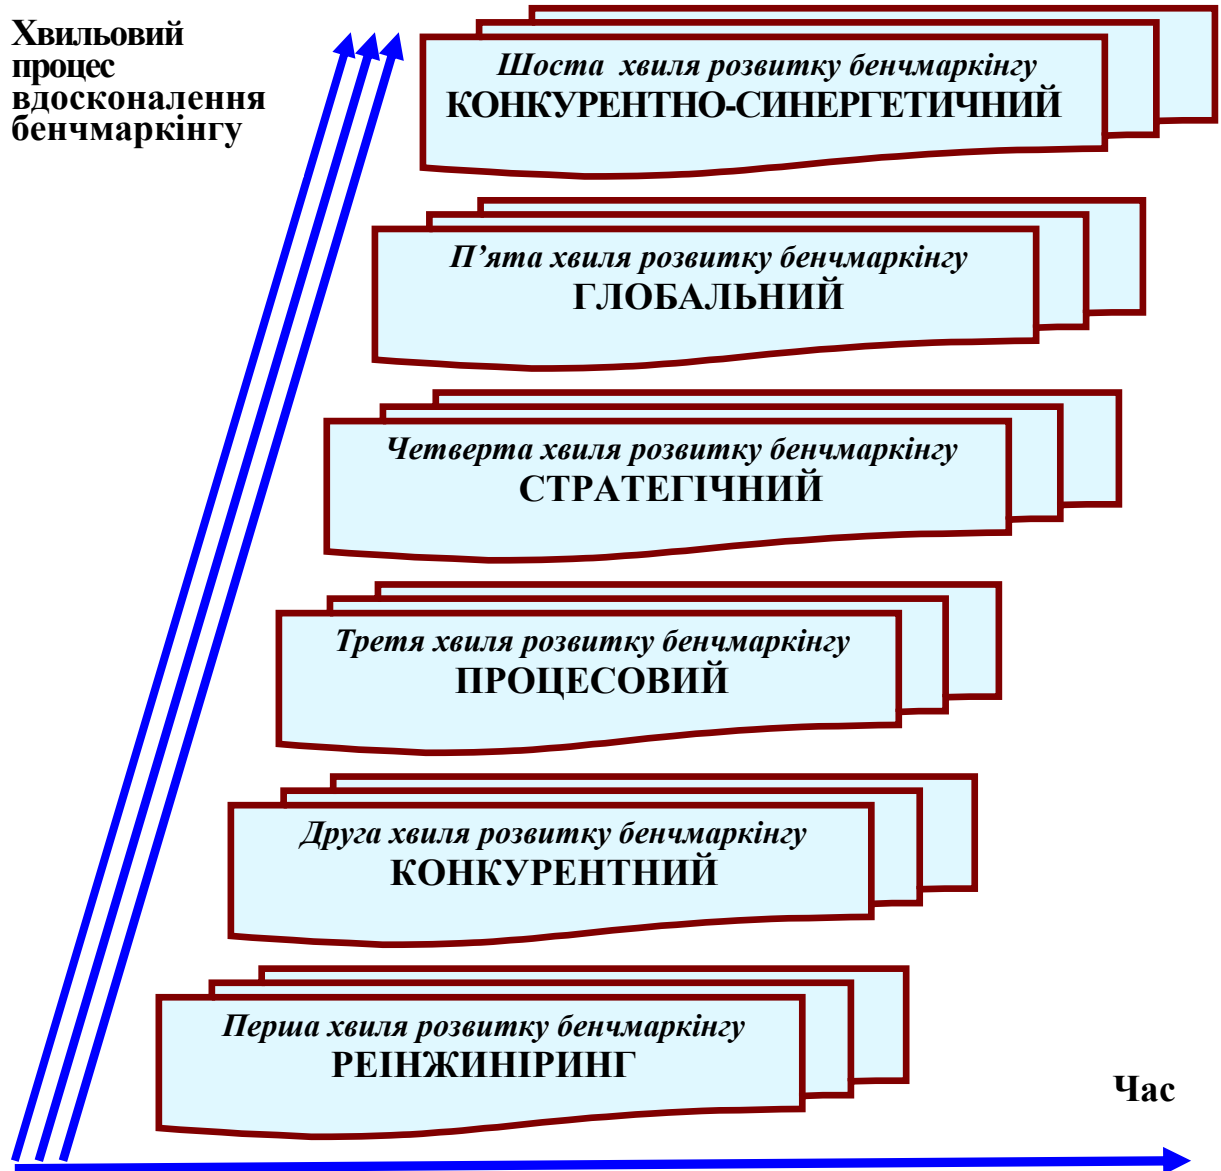 Хвильовий
процес
вдосконалення
бенчмаркінгу
Шоста хвиля розвитку бенчмаркінгу
КОНКУРЕНТНО-СИНЕРГЕТИЧНИЙ
П’ята хвиля розвитку бенчмаркінгу
ГЛОБАЛЬНИЙ
Четверта хвиля розвитку бенчмаркінгу
СТРАТЕГІЧНИЙ
Третя хвиля розвитку бенчмаркінгу
ПРОЦЕСОВИЙ
Друга хвиля розвитку бенчмаркінгу
КОНКУРЕНТНИЙ
Перша хвиля розвитку бенчмаркінгу
РЕІНЖИНІРИНГ
Час